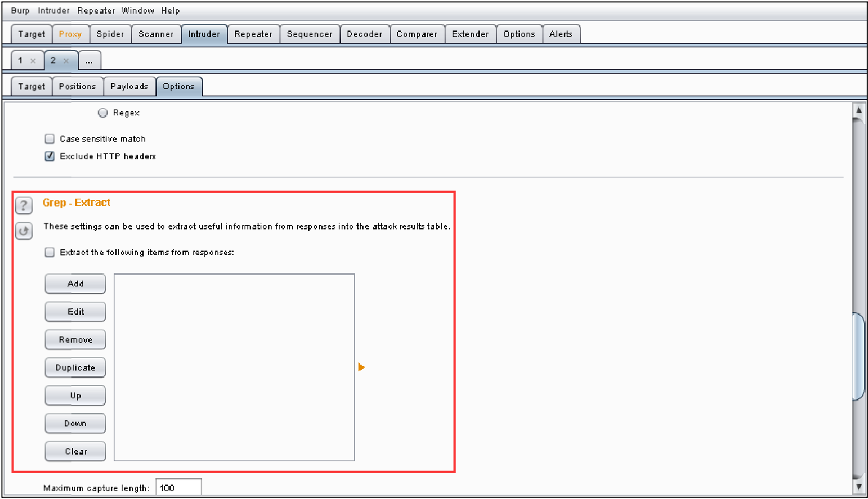 Burp Intruder Repeater Window Help
Target Proxy Spider Scanner Intruder Repeater Sequencer Decoder Comparer Extender Options Alerts
1 × 2 × ...
Target Positions Payloads Options
Regex
Case sensitive match
Exclude HTTP headers
? Grep - Extract
These settings can be used to extract useful information from responses into the attack results table.
Extract the following items from responses:
Add
Edit
Remove
Duplicate
Up
Down
Clear
Maximum capture length: 100